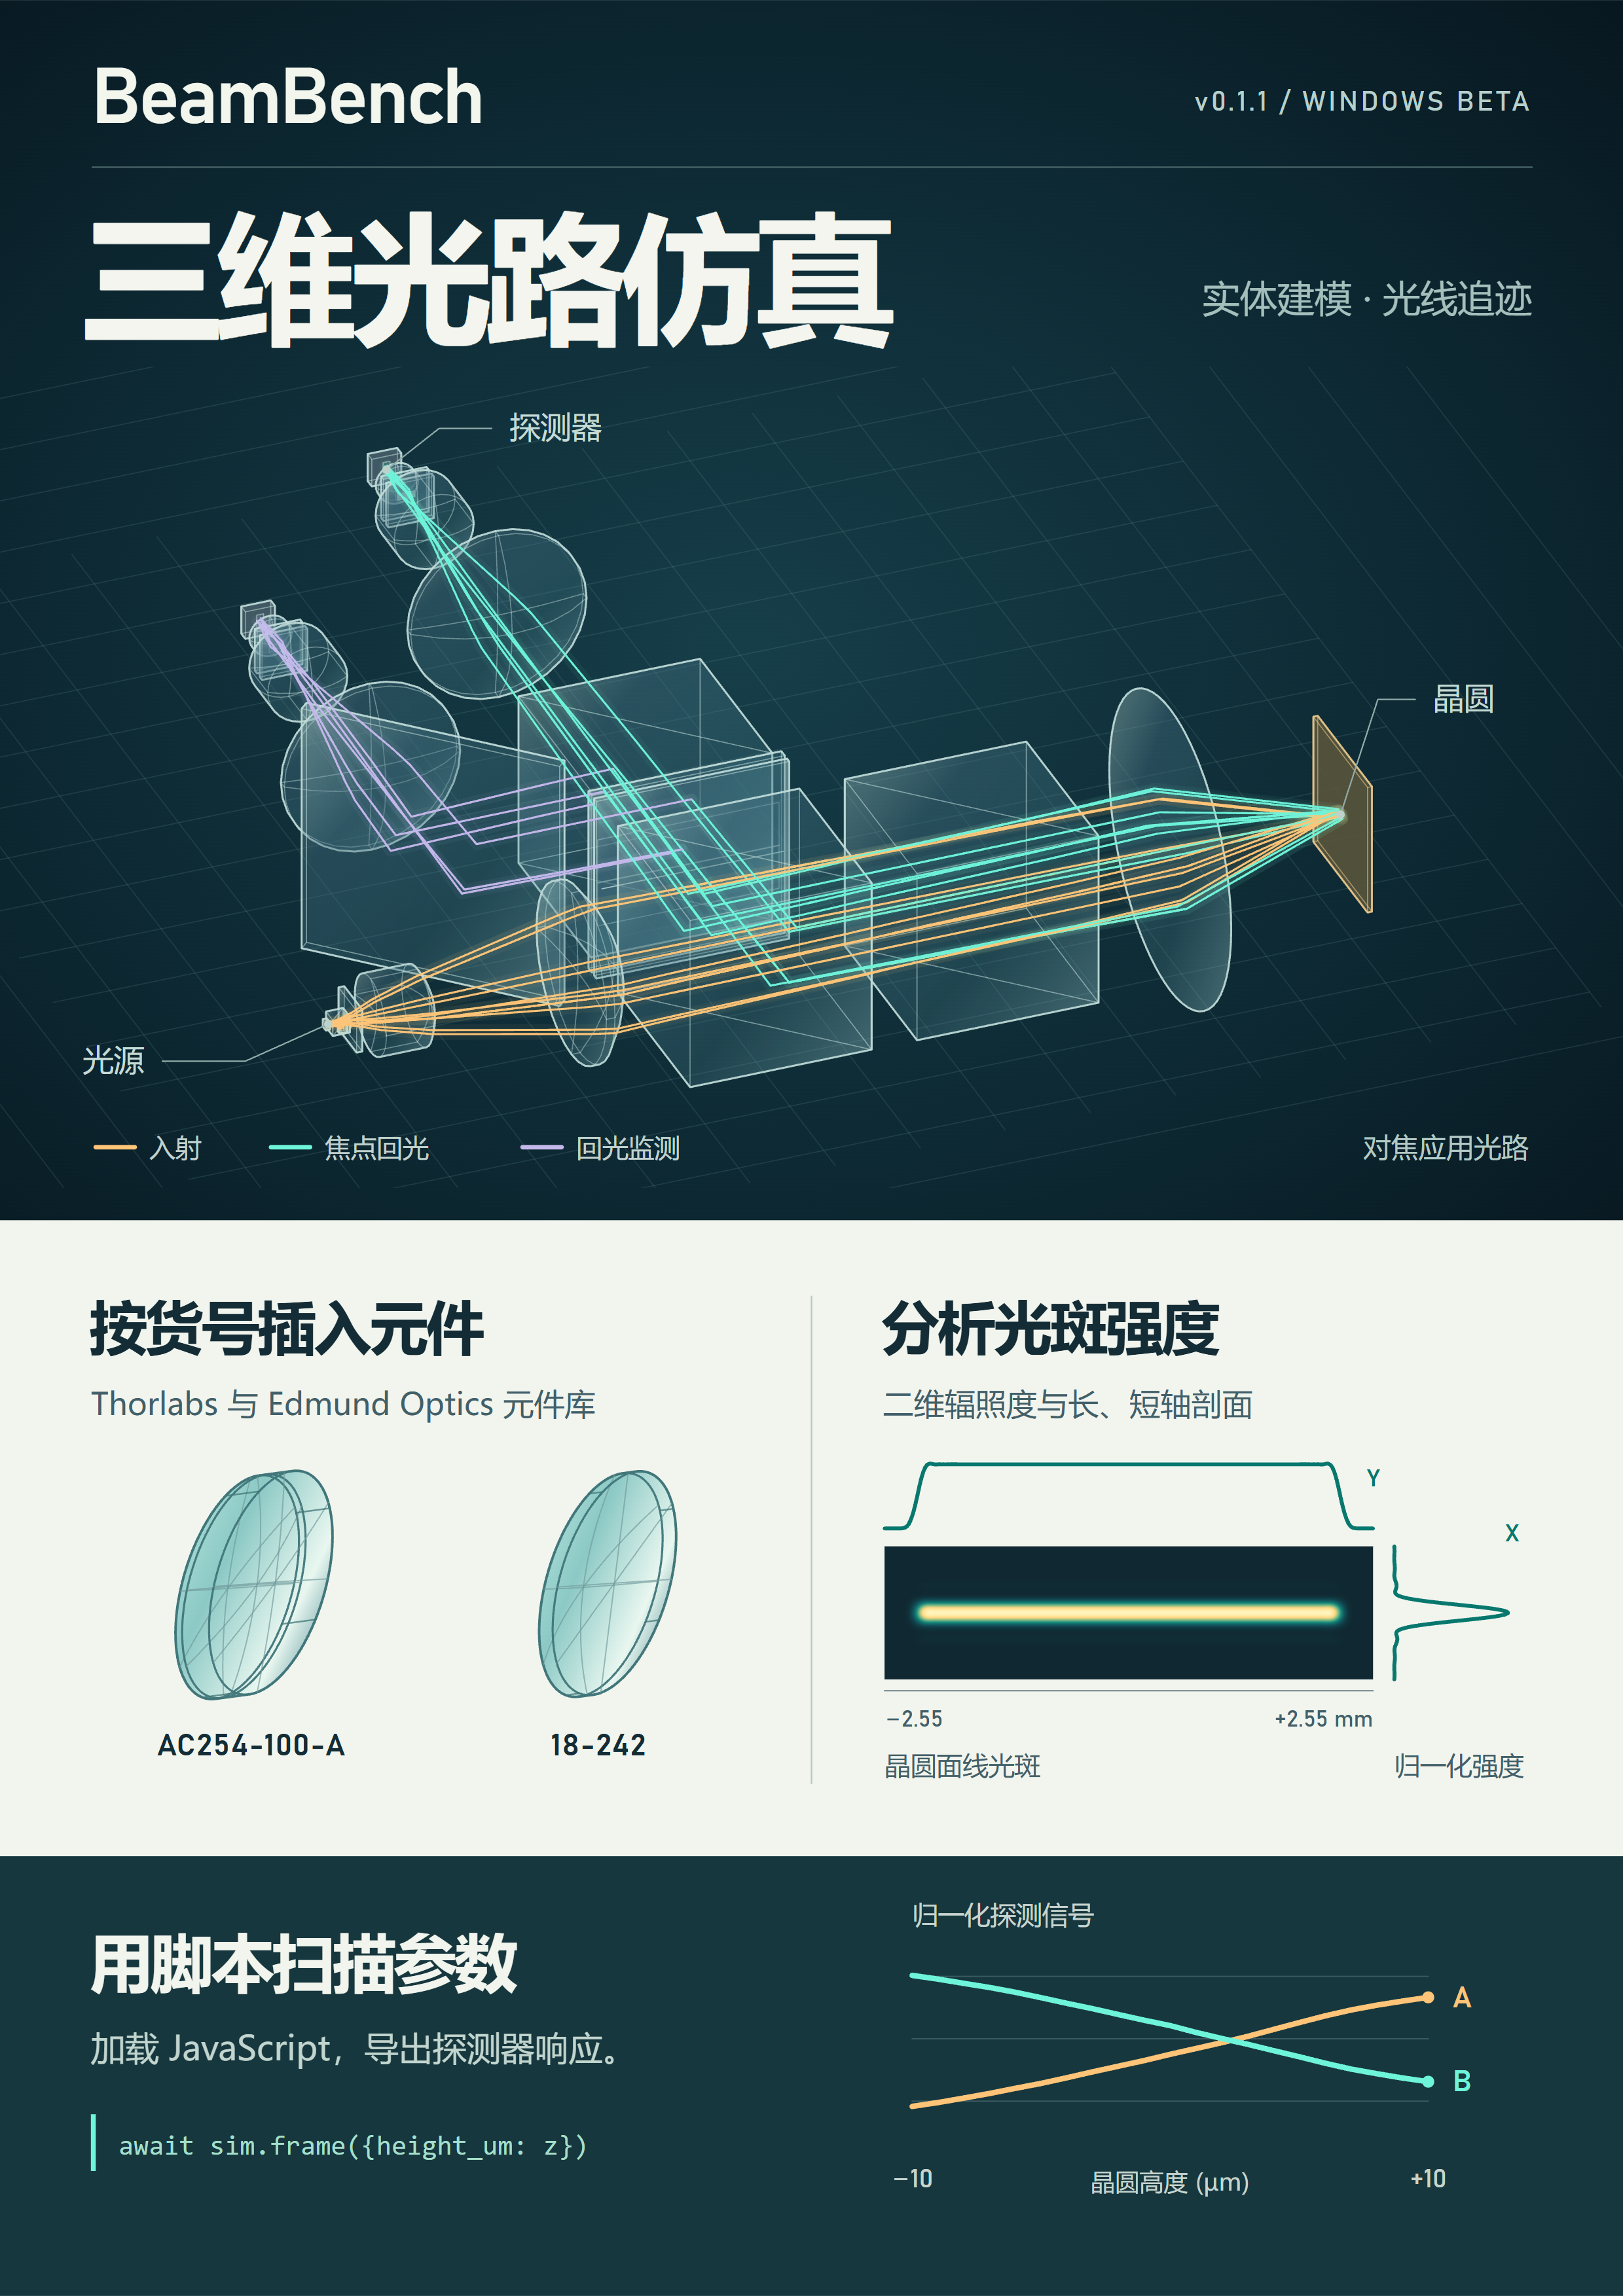 BeamBench
v0.1.1 / WINDOWS BETA
三维光路仿真
实体建模 · 光线追迹
探测器
晶圆
光源
入射
焦点回光
回光监测
对焦应用光路
按货号插入元件
Thorlabs 与 Edmund Optics 元件库
AC254-100-A
18-242
分析光斑强度
二维辐照度与长、短轴剖面
Y
X
−2.55
+2.55 mm
晶圆面线光斑
归一化强度
用脚本扫描参数
加载 JavaScript，导出探测器响应。
await sim.frame({height_um: z})
归一化探测信号
A
B
−10
晶圆高度 (μm)
+10